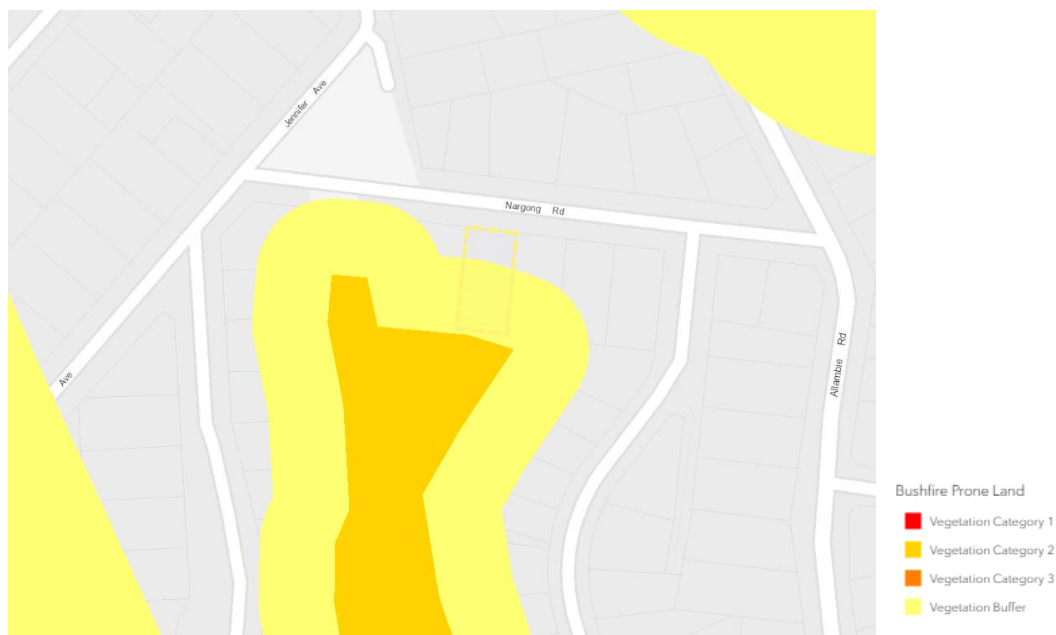 Jennifer Ave
Nargong Rd
Ave
Allambie Rd
Bushfire Prone Land
Vegetation Category 1
Vegetation Category 2
Vegetation Category 3
Vegetation Buffer